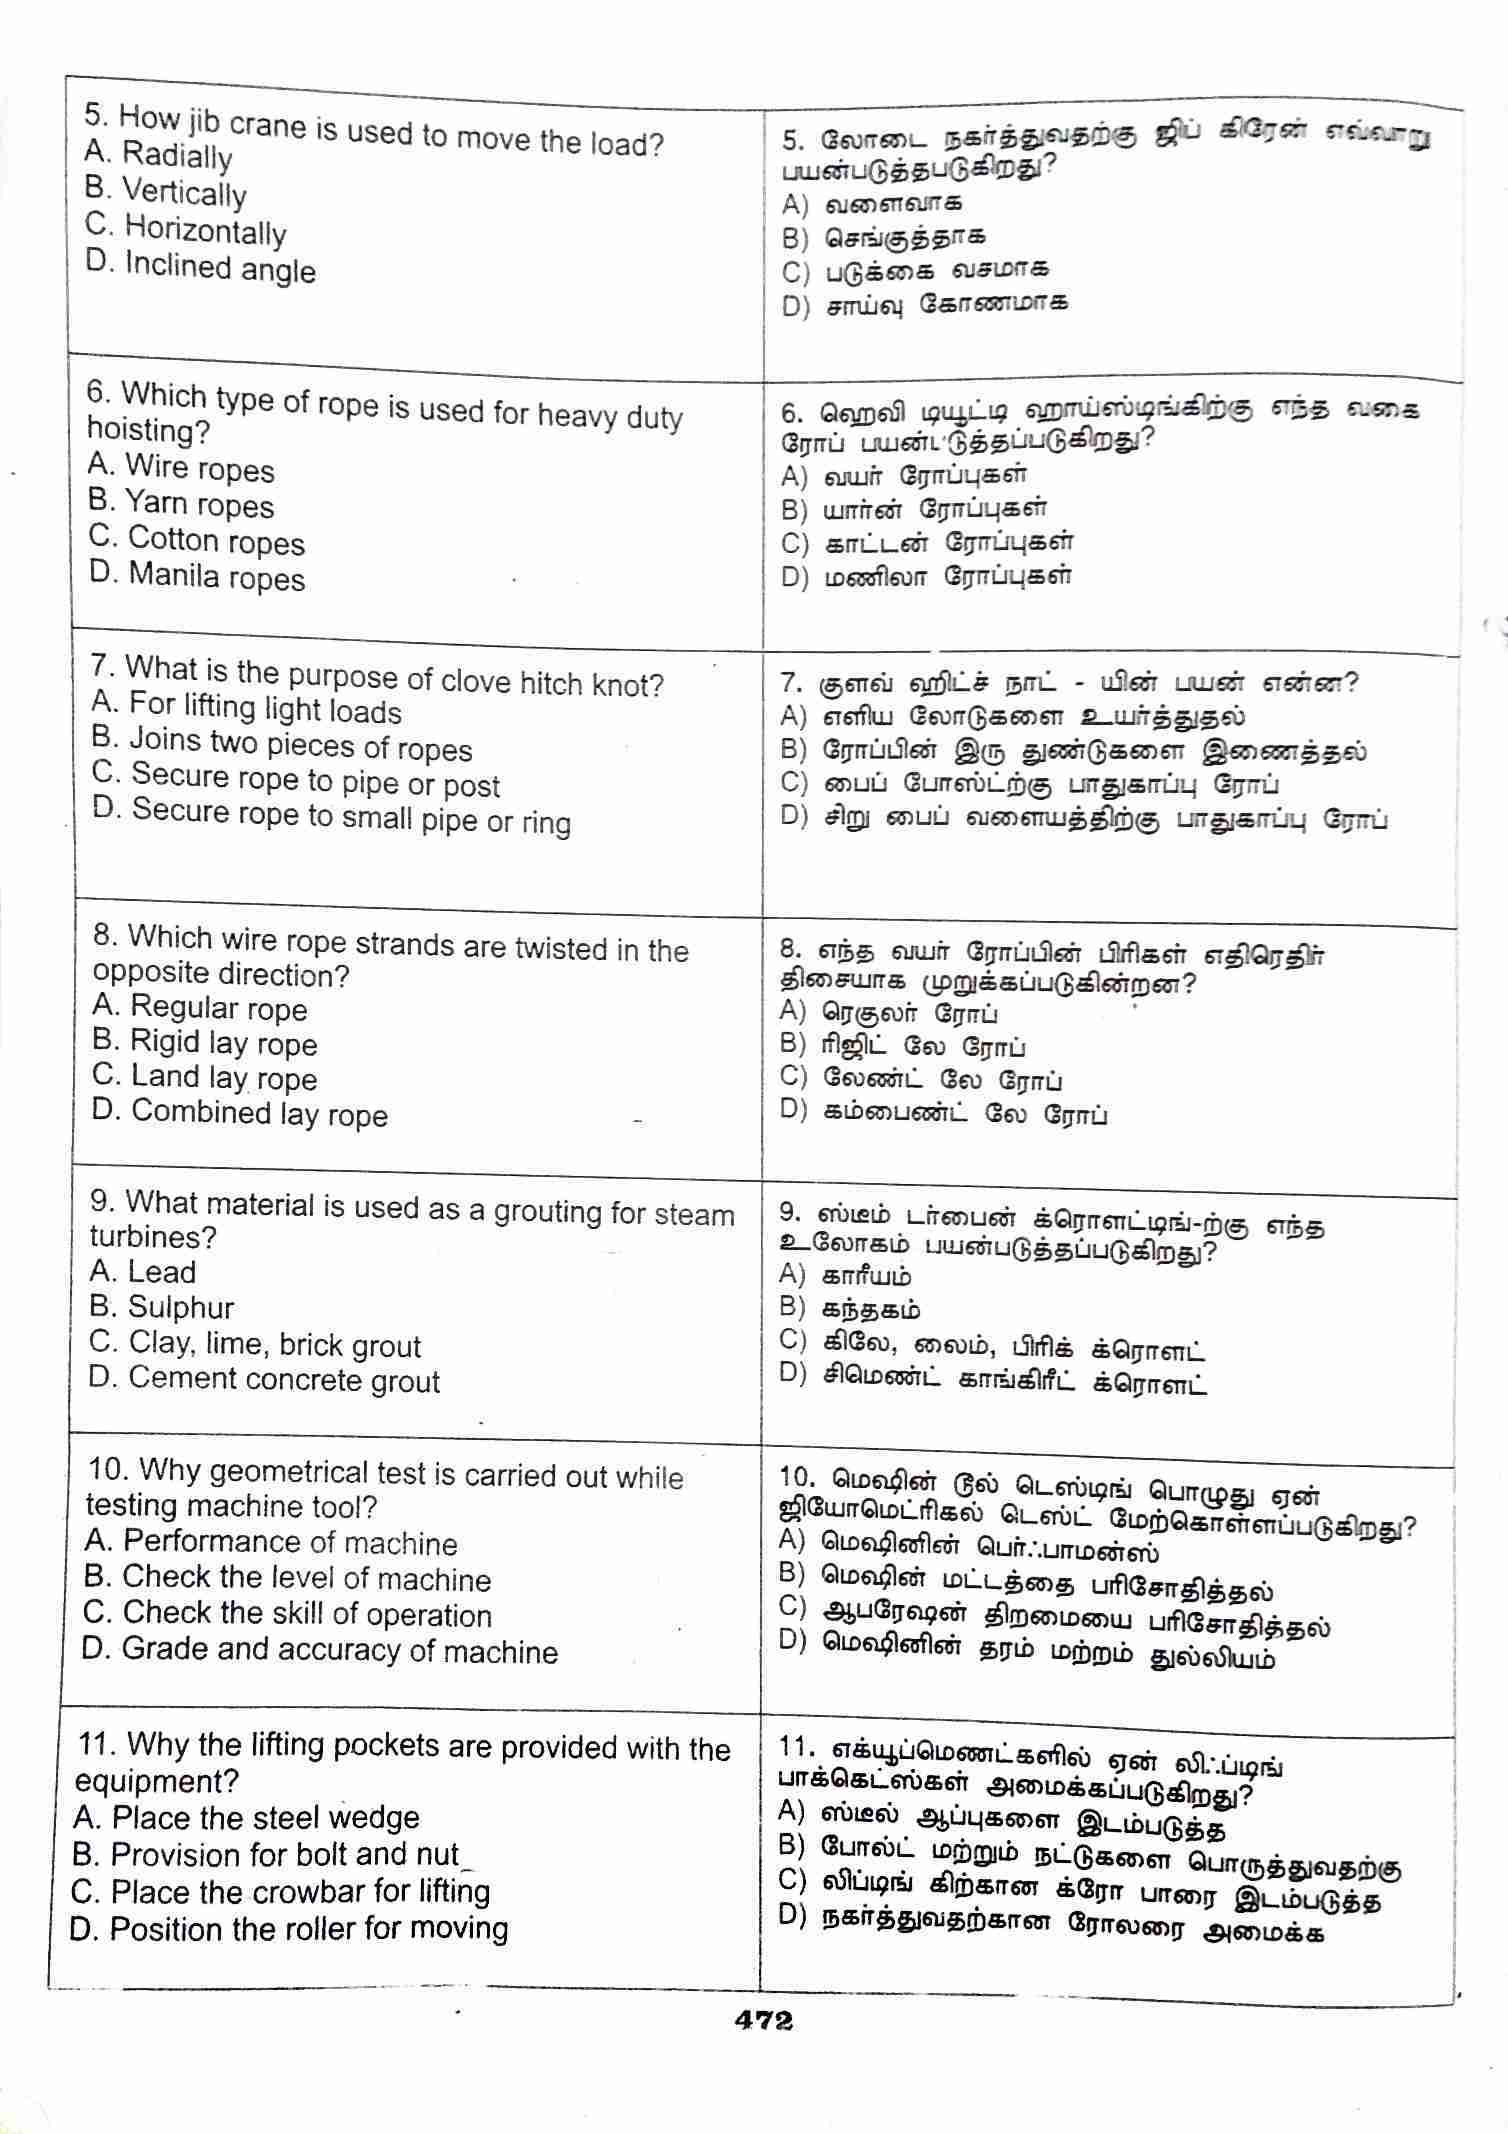 5. How jib crane is used to move the load?
A. Radially
B. Vertically
C. Horizontally
D. Inclined angle
5. லோடை நகர்த்துவதற்கு ஜிப் கிரேன் எவ்வாறு
பயன்படுத்தபடுகிறது?
A) வளைவாக
B) செங்குத்தாக
C) படுக்கை வசமாக
D) சாய்வு கோணமாக
6. Which type of rope is used for heavy duty
hoisting?
A. Wire ropes
B. Yarn ropes
C. Cotton ropes
D. Manila ropes
6. ஹெவி டியூட்டி ஹாய்ஸ்டிங்கிற்கு எந்த வகை
ரோப் பயன்படுத்தப்படுகிறது?
A) வயர் ரோப்புகள்
B) யார்ன் ரோப்புகள்
C) காட்டன் ரோப்புகள்
D) மணிலா ரோப்புகள்
7. What is the purpose of clove hitch knot?
A. For lifting light loads
B. Joins two pieces of ropes
C. Secure rope to pipe or post
D. Secure rope to small pipe or ring
7. குளவ் ஹிட்ச் நாட் - யின் பயன் என்ன?
A) எளிய லோடுகளை உயர்த்துதல்
B) ரோப்பின் இரு துண்டுகளை இணைத்தல்
C) பைப் போஸ்ட்ற்கு பாதுகாப்பு ரோப்
D) சிறு பைப் வளையத்திற்கு பாதுகாப்பு ரோப்
8. Which wire rope strands are twisted in the
opposite direction?
A. Regular rope
B. Rigid lay rope
C. Land lay rope
D. Combined lay rope
8. எந்த வயர் ரோப்பின் பிரிகள் எதிரெதிர்
திசையாக முறுக்கப்படுகின்றன?
A) ரெகுலர் ரோப்
B) ரிஜிட் லே ரோப்
C) லேண்ட் லே ரோப்
D) கம்பைண்ட் லே ரோப்
9. What material is used as a grouting for steam
turbines?
A. Lead
B. Sulphur
C. Clay, lime, brick grout
D. Cement concrete grout
9. ஸ்டீம் டர்பைன் க்ரௌட்டிங்-ற்கு எந்த
உலோகம் பயன்படுத்தப்படுகிறது?
A) காரீயம்
B) கந்தகம்
C) கிலே, லைம், பிரிக் க்ரௌட்
D) சிமெண்ட் காங்கிரீட் க்ரௌட்
10. Why geometrical test is carried out while
testing machine tool?
A. Performance of machine
B. Check the level of machine
C. Check the skill of operation
D. Grade and accuracy of machine
10. மெஷின் டூல் டெஸ்டிங் பொழுது ஏன்
ஜியோமெட்ரிகல் டெஸ்ட் மேற்கொள்ளப்படுகிறது?
A) மெஷினின் பெர்ஃபாமன்ஸ்
B) மெஷின் மட்டத்தை பரிசோதித்தல்
C) ஆபரேஷன் திறமையை பரிசோதித்தல்
D) மெஷினின் தரம் மற்றம் துல்லியம்
11. Why the lifting pockets are provided with the
equipment?
A. Place the steel wedge
B. Provision for bolt and nut
C. Place the crowbar for lifting
D. Position the roller for moving
11. எக்யூப்மெணட்களில் ஏன் லிஃப்டிங்
பாக்கெட்ஸ்கள் அமைக்கப்படுகிறது?
A) ஸ்டீல் ஆப்புகளை இடம்படுத்த
B) போல்ட் மற்றும் நட்டுகளை பொருத்துவதற்கு
C) லிப்டிங் கிற்கான க்ரோ பாரை இடம்படுத்த
D) நகர்த்துவதற்கான ரோலரை அமைக்க
472